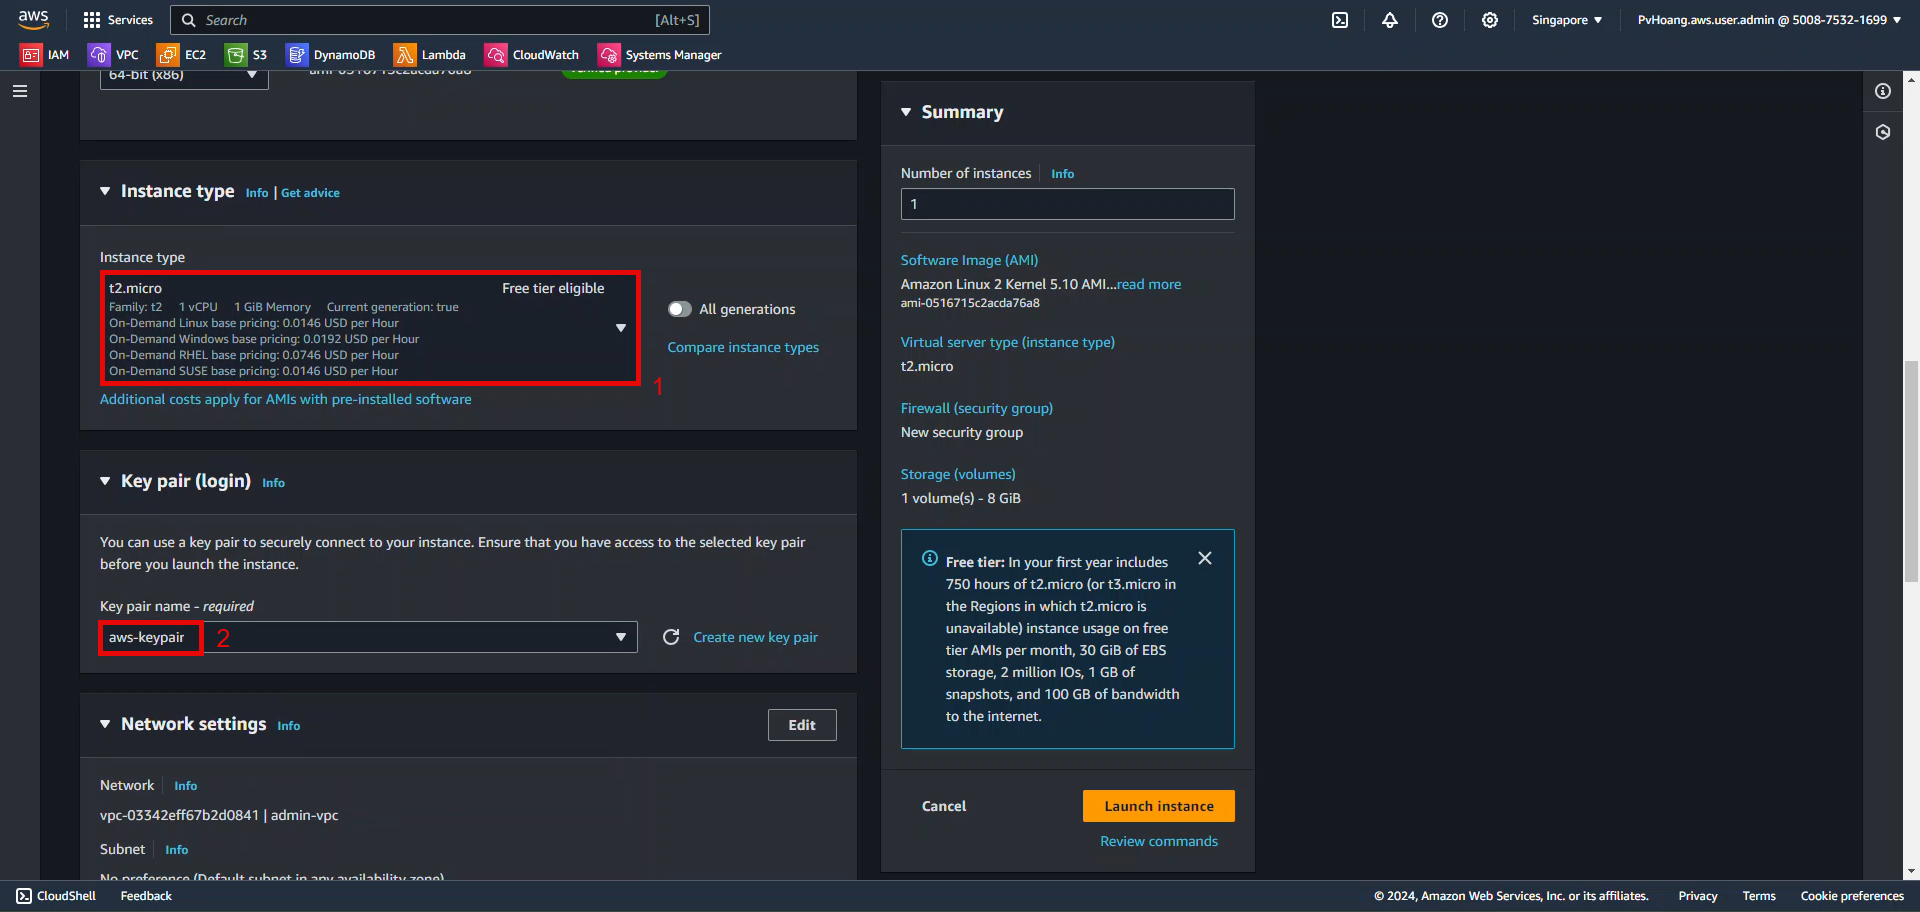 aws
Services
Search
[Alt+S]
Singapore
PvHoang.aws.user.admin @ 5008-7532-1699
IAM
VPC
EC2
S3
DynamoDB
Lambda
CloudWatch
Systems Manager
64-bit (x86)
ami-0516715c2acda76a8
Verified provider
Instance type
Info | Get advice
Instance type
t2.micro
Free tier eligible
Family: t2 1 vCPU 1 GiB Memory Current generation: true
On-Demand Linux base pricing: 0.0146 USD per Hour
On-Demand Windows base pricing: 0.0192 USD per Hour
On-Demand RHEL base pricing: 0.0746 USD per Hour
On-Demand SUSE base pricing: 0.0146 USD per Hour
1
All generations
Compare instance types
Additional costs apply for AMIs with pre-installed software
Key pair (login)
Info
You can use a key pair to securely connect to your instance. Ensure that you have access to the selected key pair
before you launch the instance.
Key pair name - required
aws-keypair
2
Create new key pair
Network settings
Info
Edit
Network
Info
vpc-03342eff67b2d0841 | admin-vpc
Subnet
Info
No preference (Default subnet in any availability zone)
Summary
Number of instances
Info
1
Software Image (AMI)
Amazon Linux 2 Kernel 5.10 AMI...read more
ami-0516715c2acda76a8
Virtual server type (instance type)
t2.micro
Firewall (security group)
New security group
Storage (volumes)
1 volume(s) - 8 GiB
Free tier: In your first year includes
750 hours of t2.micro (or t3.micro in
the Regions in which t2.micro is
unavailable) instance usage on free
tier AMIs per month, 30 GiB of EBS
storage, 2 million IOs, 1 GB of
snapshots, and 100 GB of bandwidth
to the internet.
Cancel
Launch instance
Review commands
CloudShell
Feedback
© 2024, Amazon Web Services, Inc. or its affiliates.
Privacy
Terms
Cookie preferences